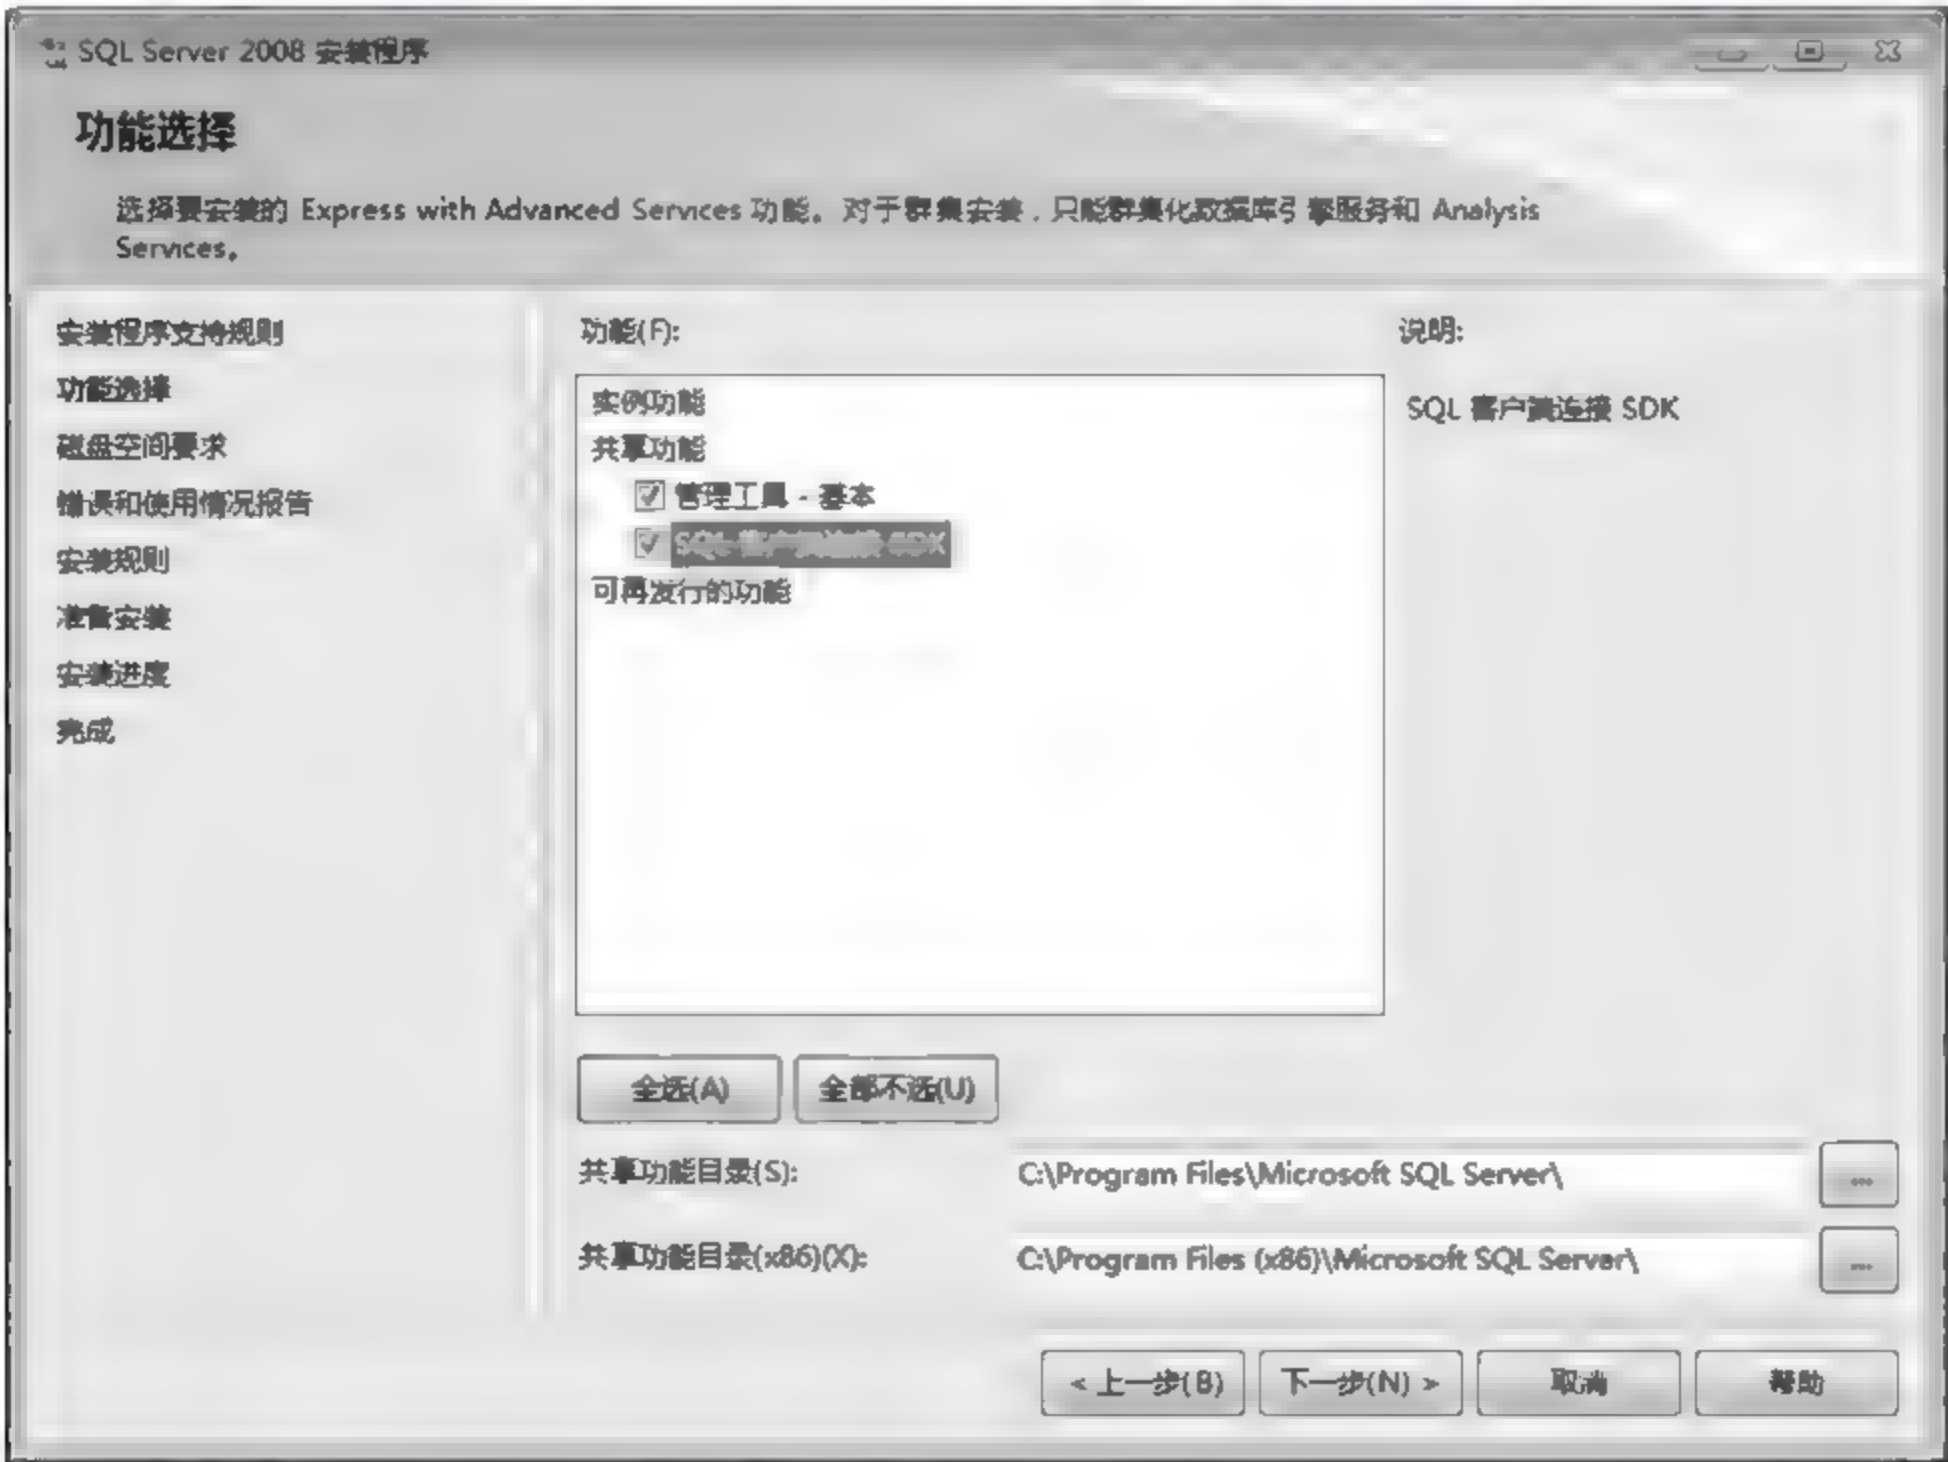 SQL Server 2008 安装程序
功能选择
选择要安装的 Express with Advanced Services 功能。对于群集安装，只能群集化数据库引擎服务和 Analysis
Services。
安装程序支持规则
功能选择
磁盘空间要求
错误和使用情况报告
安装规则
准备安装
安装进度
完成
功能(F):
实例功能
共享功能
管理工具 - 基本
SQL 客户端连接 SDK
可再发行的功能
说明:
SQL 客户端连接 SDK
全选(A)
全部不选(U)
共享功能目录(S):
C:\Program Files\Microsoft SQL Server\
...
共享功能目录(x86)(X):
C:\Program Files (x86)\Microsoft SQL Server\
...
< 上一步(B)
下一步(N) >
取消
帮助